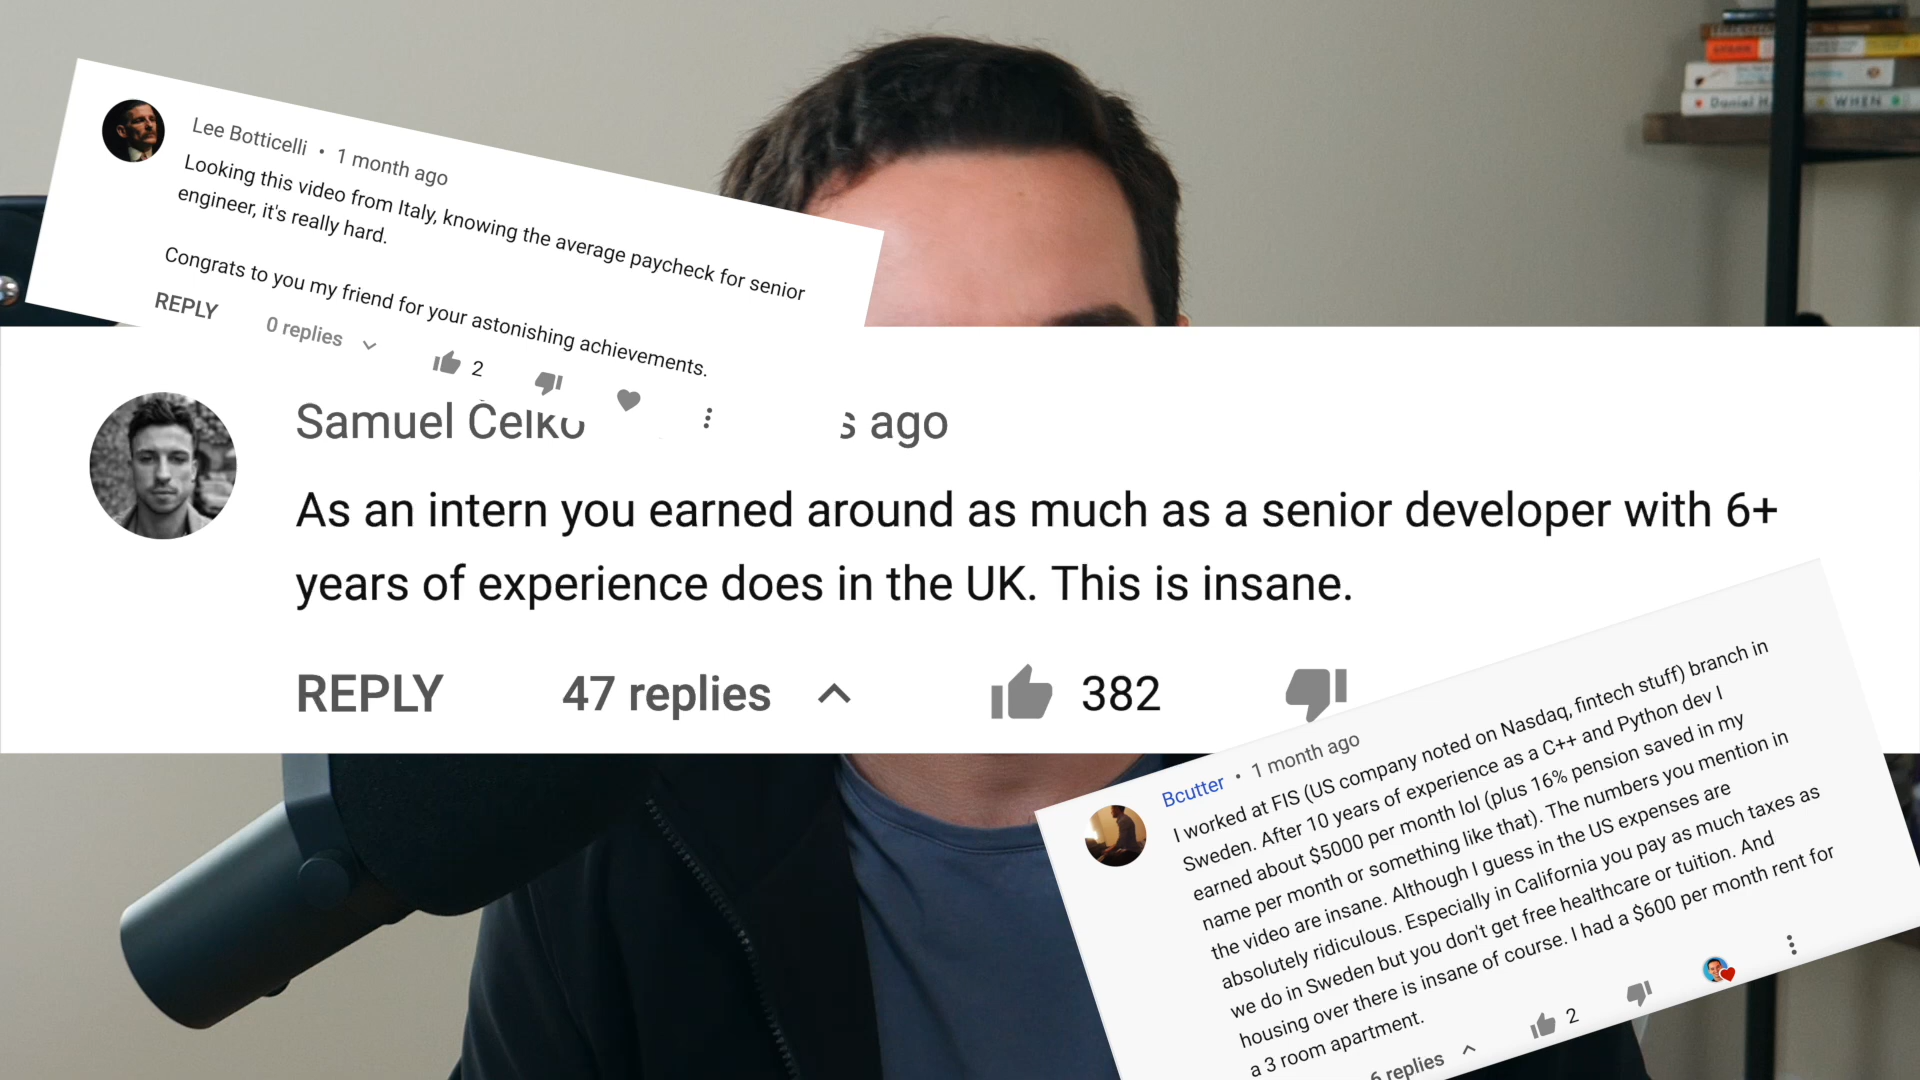 Lee Botticelli • 1 month ago
Looking this video from Italy, knowing the average paycheck for senior
engineer, it's really hard.
Congrats to you my friend for your astonishing achievements.
REPLY
0 replies
2
Samuel
s ago
As an intern you earned around as much as a senior developer with 6+
years of experience does in the UK. This is insane.
REPLY
47 replies
382
Bcutter • 1 month ago
I worked at FIS (US company noted on Nasdaq, fintech stuff) branch in
Sweden. After 10 years of experience as a C++ and Python dev I
earned about $5000 per month lol (plus 16% pension saved in my
name per month or something like that). The numbers you mention in
the video are insane. Although I guess in the US expenses are
absolutely ridiculous. Especially in California you pay as much taxes as
we do in Sweden but you don't get free healthcare or tuition. And
housing over there is insane of course. I had a $600 per month rent for
a 3 room apartment.
2
replies
Daniel H.
WHEN